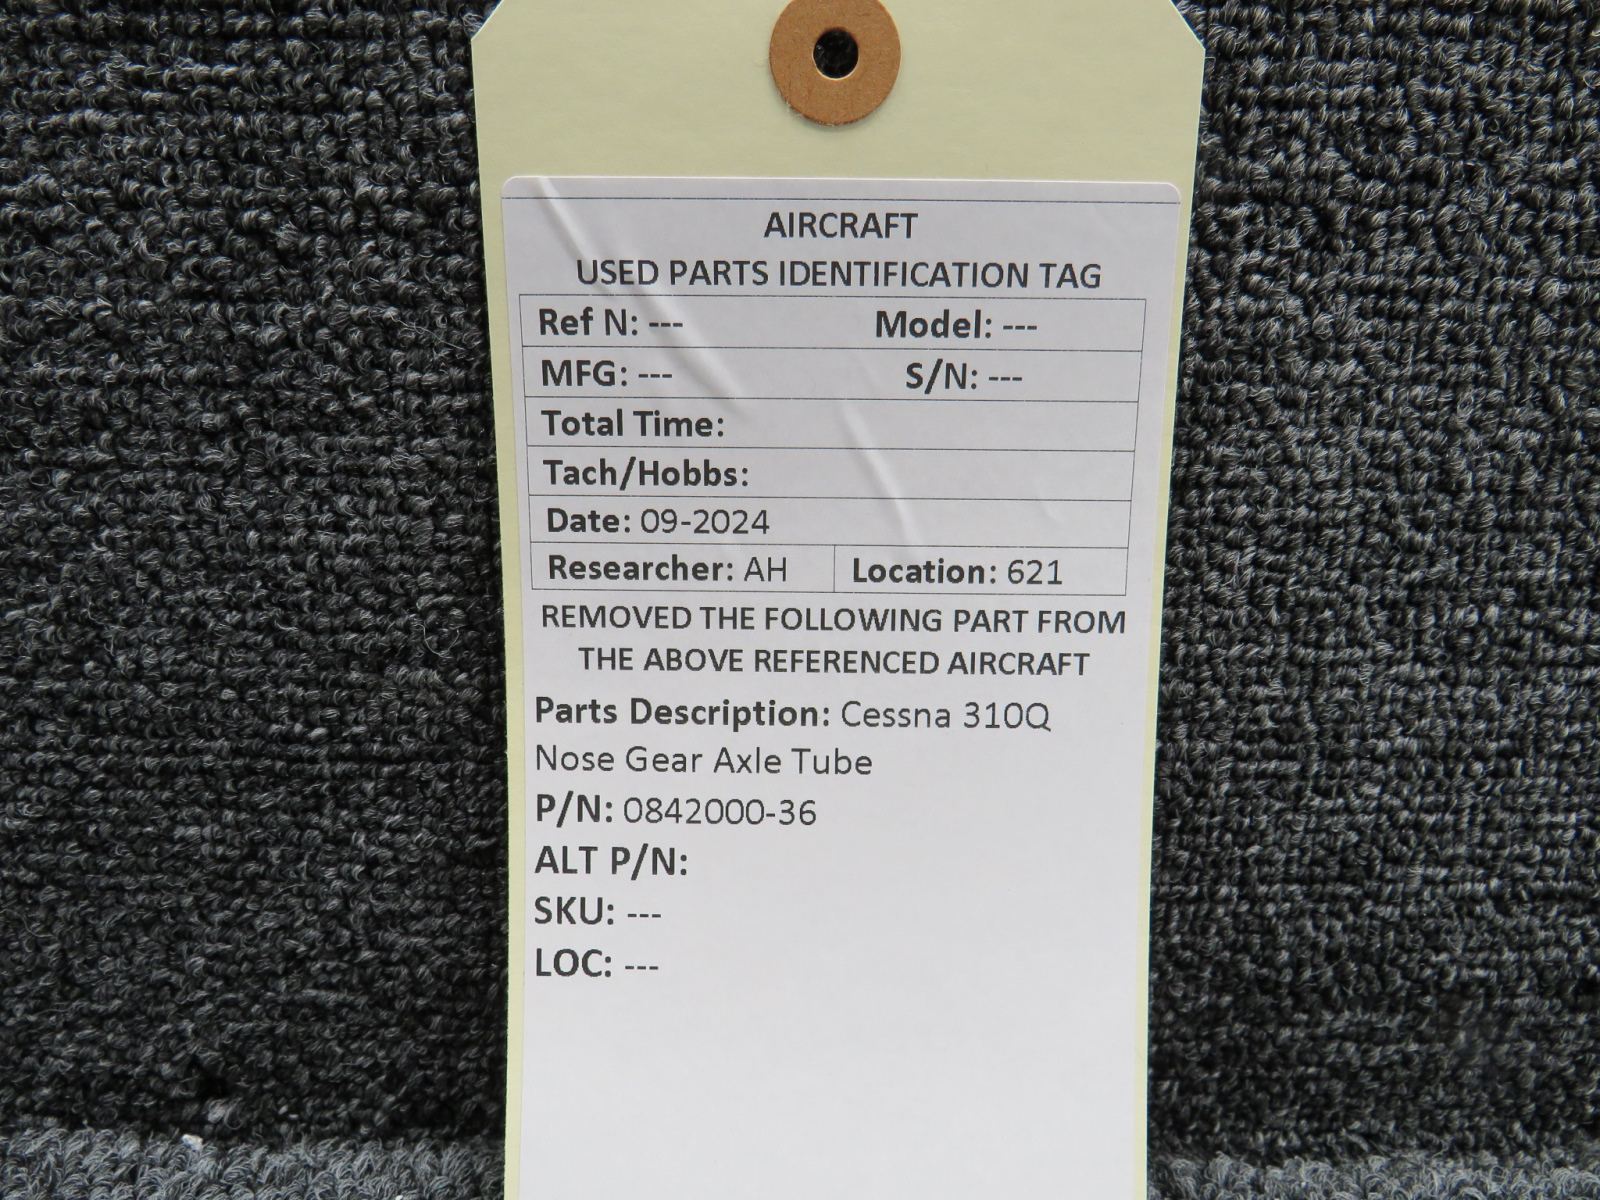 AIRCRAFT
USED PARTS IDENTIFICATION TAG
Ref N: --- Model: ---
MFG: --- S/N: ---
Total Time:
Tach/Hobbs:
Date: 09-2024
Researcher: AH Location: 621
REMOVED THE FOLLOWING PART FROM
THE ABOVE REFERENCED AIRCRAFT
Parts Description: Cessna 310Q
Nose Gear Axle Tube
P/N: 0842000-36
ALT P/N:
SKU: ---
LOC: ---